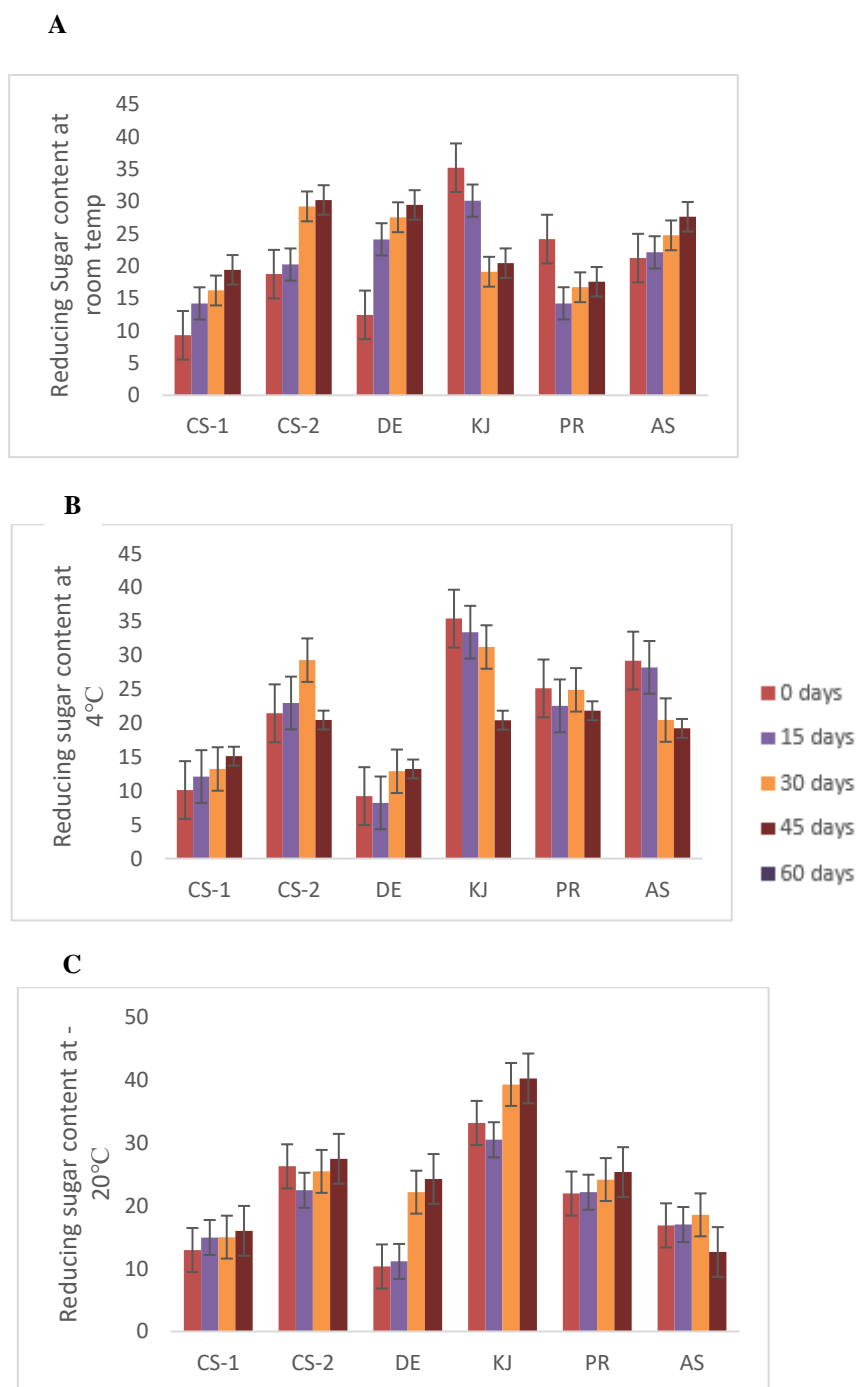 A
Reducing Sugar content at
room temp
45
40
35
30
25
20
15
10
5
0
CS-1 CS-2 DE KJ PR AS
B
Reducing sugar content at
4℃
45
40
35
30
25
20
15
10
5
0
CS-1 CS-2 DE KJ PR AS
0 days
15 days
30 days
45 days
60 days
C
Reducing sugar content at -
20℃
50
40
30
20
10
0
CS-1 CS-2 DE KJ PR AS